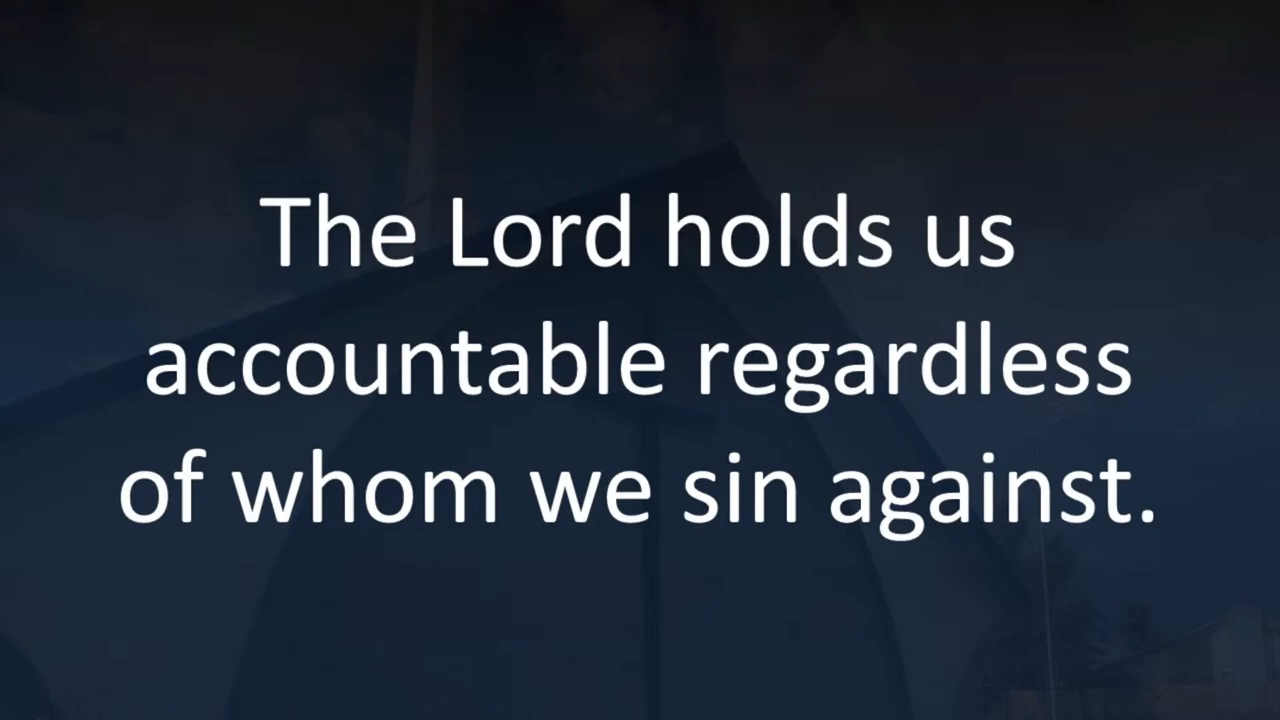 The Lord holds us
accountable regardless
of whom we sin against.